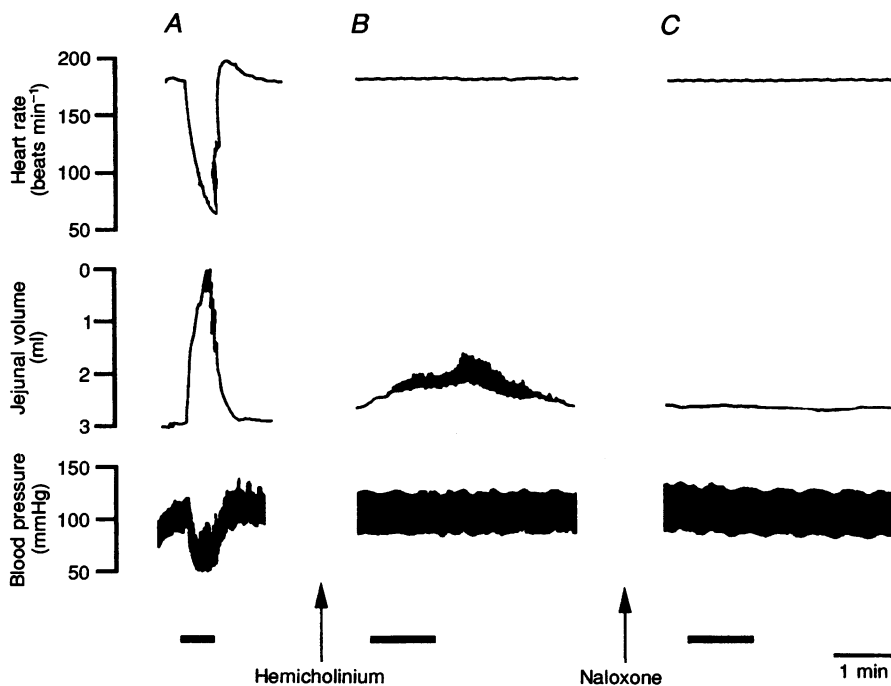 A B C
Heart rate
(beats min⁻¹)
200
150
100
50
Jejunal volume
(ml)
0
1
2
3
Blood pressure
(mmHg)
150
100
50
Hemicholinium
Naloxone
1 min